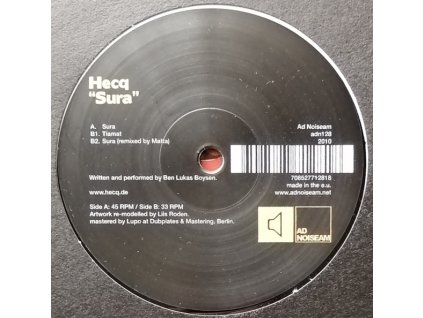 Hecq
“Sura”
A. Sura
B1. Tiamat
B2. Sura (remixed by Matta)
Ad Noiseam
adn128
2010
708527712818
made in the e.u.
www.adnoiseam.net
Written and performed by Ben Lukas Boysen.
www.hecq.de
Side A: 45 RPM / Side B: 33 RPM
Artwork re-modelled by Liis Roden.
mastered by Lupo at Dubplates & Mastering, Berlin.
AD
NOISEAM